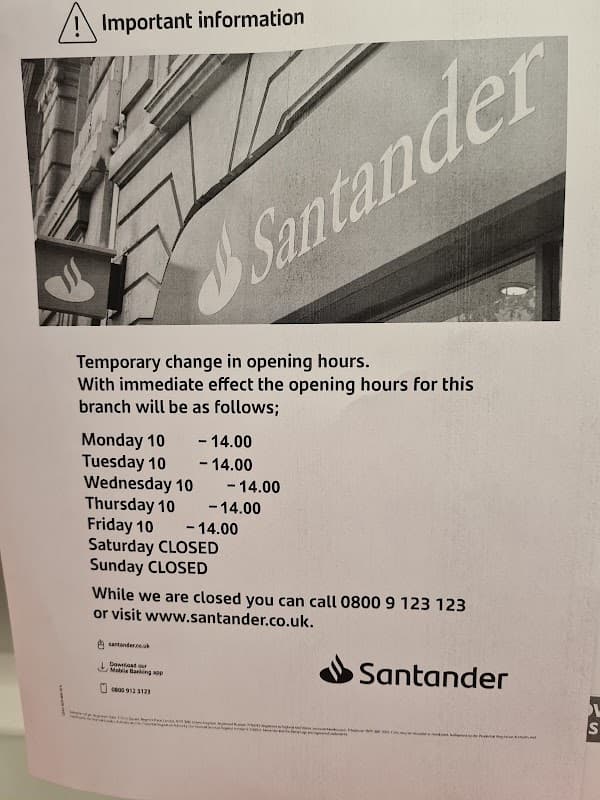 Important information
Santander
Temporary change in opening hours.
With immediate effect the opening hours for this
branch will be as follows;
Monday 10 – 14.00
Tuesday 10 – 14.00
Wednesday 10 – 14.00
Thursday 10 – 14.00
Friday 10 – 14.00
Saturday CLOSED
Sunday CLOSED
While we are closed you can call 0800 9 123 123
or visit www.santander.co.uk.
santander.co.uk
Download our
Mobile Banking app
0800 912 3123
Santander